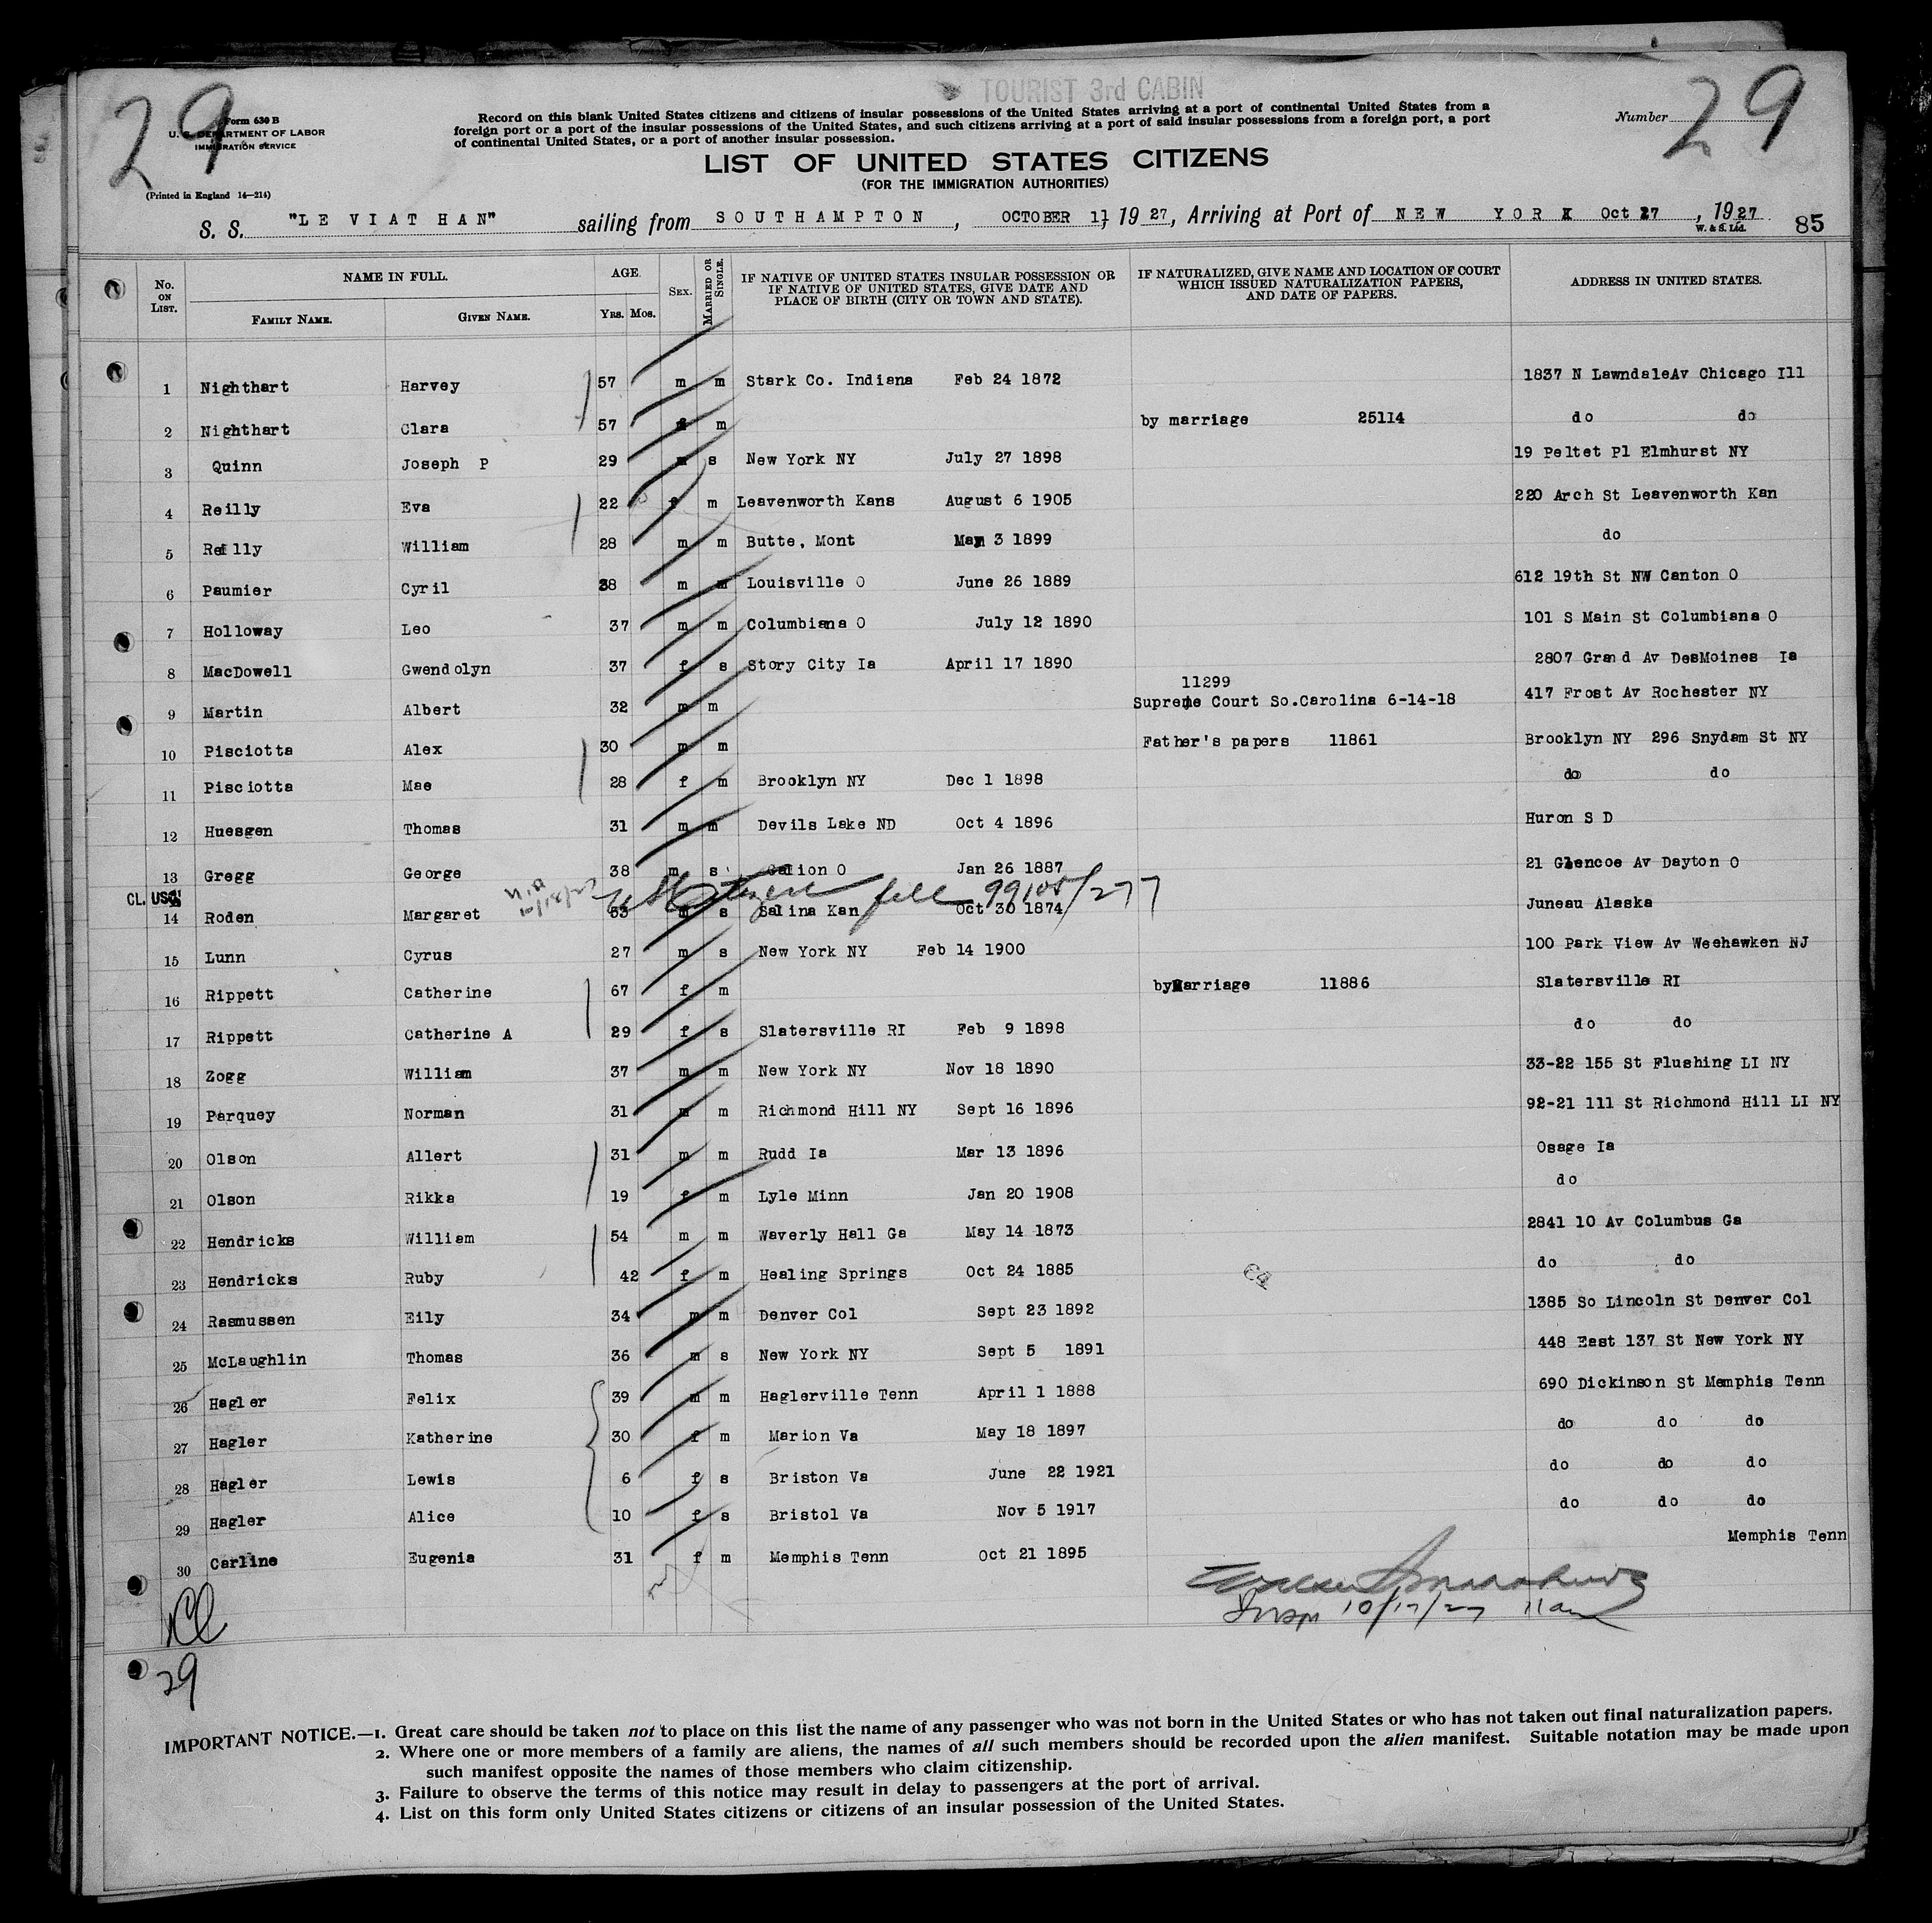 TOURIST 3rd CABIN
29
29
Form 630 B
U. S. DEPARTMENT OF LABOR
IMMIGRATION SERVICE
(Printed in England 14—214)
Record on this blank United States citizens and citizens of insular possessions of the United States arriving at a port of continental United States from a
foreign port or a port of the insular possessions of the United States, and such citizens arriving at a port of said insular possessions from a foreign port, a port
of continental United States, or a port of another insular possession.
Number
LIST OF UNITED STATES CITIZENS
(FOR THE IMMIGRATION AUTHORITIES)
S. S. "LE VIAT HAN" sailing from SOUTHAMPTON, OCTOBER 11 1927, Arriving at Port of NEW YORK Oct 17, 1927
W. & S. Ltd.
85
No. ON LIST.
NAME IN FULL.
FAMILY NAME.
GIVEN NAME.
AGE.
YRS. MOS.
SEX.
MARRIED OR SINGLE.
IF NATIVE OF UNITED STATES INSULAR POSSESSION OR
IF NATIVE OF UNITED STATES, GIVE DATE AND
PLACE OF BIRTH (CITY OR TOWN AND STATE).
IF NATURALIZED, GIVE NAME AND LOCATION OF COURT
WHICH ISSUED NATURALIZATION PAPERS,
AND DATE OF PAPERS.
ADDRESS IN UNITED STATES.
1 Nighthart Harvey 57 m m Stark Co. Indiana Feb 24 1872 1837 N LawndaleAv Chicago Ill
2 Nighthart Clara 57 f m by marriage 25114 do do
3 Quinn Joseph P 29 m s New York NY July 27 1898 19 Peltet Pl Elmhurst NY
4 Reilly Eva 22 f m Leavenworth Kans August 6 1905 220 Arch St Leavenworth Kan
5 Reilly William 28 m m Butte, Mont May 3 1899 do
6 Paumier Cyril 38 m m Louisville O June 26 1889 612 19th St NW Canton O
7 Holloway Leo 37 m m Columbiana O July 12 1890 101 S Main St Columbiana O
8 MacDowell Gwendolyn 37 f s Story City Ia April 17 1890 2807 Grand Av DesMoines Ia
11299
9 Martin Albert 32 m m Supreme Court So.Carolina 6-14-18 417 Frost Av Rochester NY
10 Pisciotta Alex 30 m m Father's papers 11861 Brooklyn NY 296 Snydam St NY
11 Pisciotta Mae 28 f m Brooklyn NY Dec 1 1898 do do
12 Huesgen Thomas 31 m m Devils Lake ND Oct 4 1896 Huron S D
13 Gregg George 38 m s Galion O Jan 26 1887 21 Glencoe Av Dayton O
CL. USC
99105/277
14 Roden Margaret 53 s Salina Kan Oct 30 1874 Juneau Alaska
15 Lunn Cyrus 27 m s New York NY Feb 14 1900 100 Park View Av Weehawken NJ
16 Rippett Catherine 67 f m by marriage 11886 Slatersville RI
17 Rippett Catherine A 29 f s Slatersville RI Feb 9 1898 do do
18 Zogg William 37 m m New York NY Nov 18 1890 33-22 155 St Flushing LI NY
19 Parquey Norman 31 m m Richmond Hill NY Sept 16 1896 92-21 111 St Richmond Hill LI NY
20 Olson Allert 31 m m Rudd Ia Mar 13 1896 Osage Ia
21 Olson Rikka 19 f m Lyle Minn Jan 20 1908 do
22 Hendricks William 54 m m Waverly Hall Ga May 14 1873 2841 10 Av Columbus Ga
23 Hendricks Ruby 42 f m Healing Springs Oct 24 1885 do do
24 Rasmussen Eily 34 m m Denver Col Sept 23 1892 1385 So Lincoln St Denver Col
25 McLaughlin Thomas 36 m s New York NY Sept 5 1891 448 East 137 St New York NY
26 Hagler Felix 39 m m Haglerville Tenn April 1 1888 690 Dickinson St Memphis Tenn
27 Hagler Katherine 30 f m Marion Va May 18 1897 do do do
28 Hagler Lewis 6 f s Briston Va June 22 1921 do do do
29 Hagler Alice 10 f s Bristol Va Nov 5 1917 do do do
30 Carline Eugenia 31 f m Memphis Tenn Oct 21 1895 Memphis Tenn
10/17/27 11am
29
IMPORTANT NOTICE.—1. Great care should be taken not to place on this list the name of any passenger who was not born in the United States or who has not taken out final naturalization papers.
2. Where one or more members of a family are aliens, the names of all such members should be recorded upon the alien manifest. Suitable notation may be made upon
such manifest opposite the names of those members who claim citizenship.
3. Failure to observe the terms of this notice may result in delay to passengers at the port of arrival.
4. List on this form only United States citizens or citizens of an insular possession of the United States.